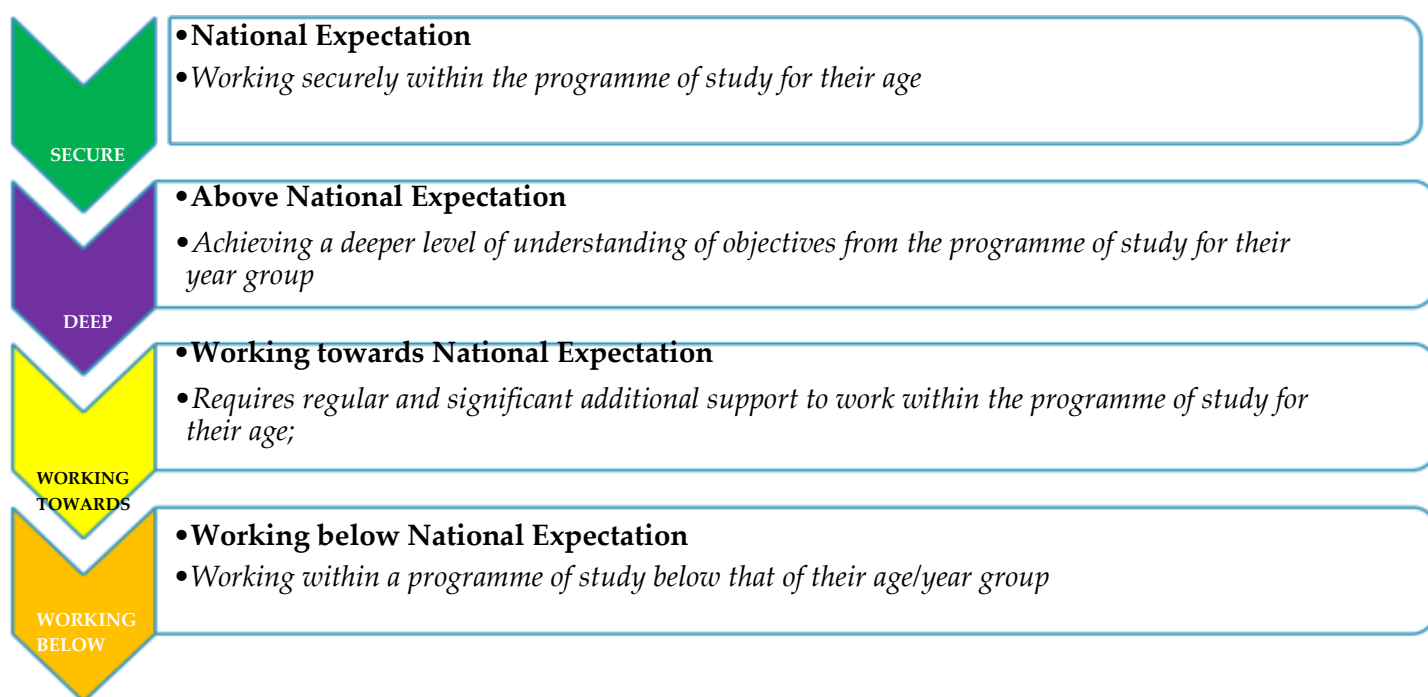 •National Expectation
•Working securely within the programme of study for their age
SECURE
•Above National Expectation
•Achieving a deeper level of understanding of objectives from the programme of study for their
year group
DEEP
•Working towards National Expectation
•Requires regular and significant additional support to work within the programme of study for
their age;
WORKING
TOWARDS
•Working below National Expectation
•Working within a programme of study below that of their age/year group
WORKING
BELOW